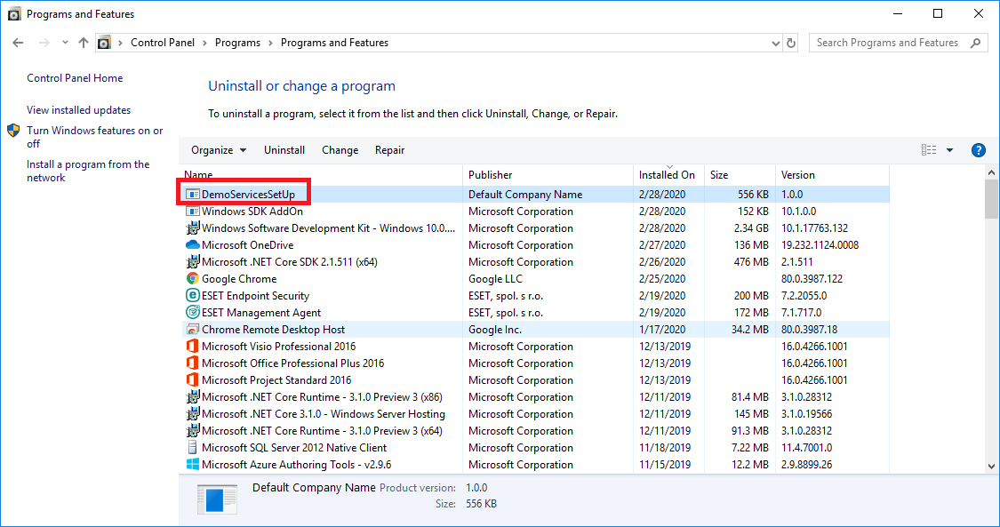 Programs and Features
Control Panel > Programs > Programs and Features
Search Programs and Features
Control Panel Home
View installed updates
Turn Windows features on or
off
Install a program from the
network
Uninstall or change a program
To uninstall a program, select it from the list and then click Uninstall, Change, or Repair.
Organize Uninstall Change Repair
Name Publisher Installed On Size Version
DemoServicesSetUp Default Company Name 2/28/2020 556 KB 1.0.0
Windows SDK AddOn Microsoft Corporation 2/28/2020 152 KB 10.1.0.0
Windows Software Development Kit - Windows 10.0.... Microsoft Corporation 2/28/2020 2.34 GB 10.1.17763.132
Microsoft OneDrive Microsoft Corporation 2/27/2020 136 MB 19.232.1124.0008
Microsoft .NET Core SDK 2.1.511 (x64) Microsoft Corporation 2/26/2020 476 MB 2.1.511
Google Chrome Google LLC 2/25/2020 80.0.3987.122
ESET Endpoint Security ESET, spol. s r.o. 2/19/2020 200 MB 7.2.2055.0
ESET Management Agent ESET, spol. s r.o. 2/19/2020 172 MB 7.1.717.0
Chrome Remote Desktop Host Google Inc. 1/17/2020 34.2 MB 80.0.3987.18
Microsoft Visio Professional 2016 Microsoft Corporation 12/13/2019 16.0.4266.1001
Microsoft Office Professional Plus 2016 Microsoft Corporation 12/13/2019 16.0.4266.1001
Microsoft Project Standard 2016 Microsoft Corporation 12/13/2019 16.0.4266.1001
Microsoft .NET Core Runtime - 3.1.0 Preview 3 (x86) Microsoft Corporation 12/11/2019 81.4 MB 3.1.0.28312
Microsoft .NET Core 3.1.0 - Windows Server Hosting Microsoft Corporation 12/11/2019 145 MB 3.1.0.19566
Microsoft .NET Core Runtime - 3.1.0 Preview 3 (x64) Microsoft Corporation 12/11/2019 91.3 MB 3.1.0.28312
Microsoft SQL Server 2012 Native Client Microsoft Corporation 11/18/2019 7.22 MB 11.4.7001.0
Microsoft Azure Authoring Tools - v2.9.6 Microsoft Corporation 11/15/2019 12.2 MB 2.9.8899.26
Default Company Name Product version: 1.0.0
Size: 556 KB